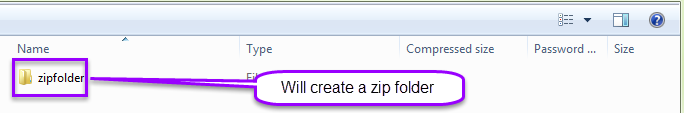 Name Type Compressed size Password ... Size
zipfolder
Will create a zip folder